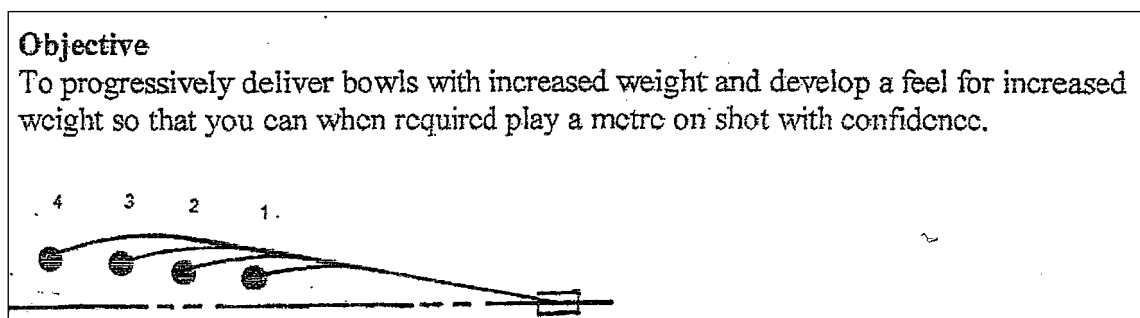 Objective
To progressively deliver bowls with increased weight and develop a feel for increased
weight so that you can when required play a metre on shot with confidence.
4 3 2 1